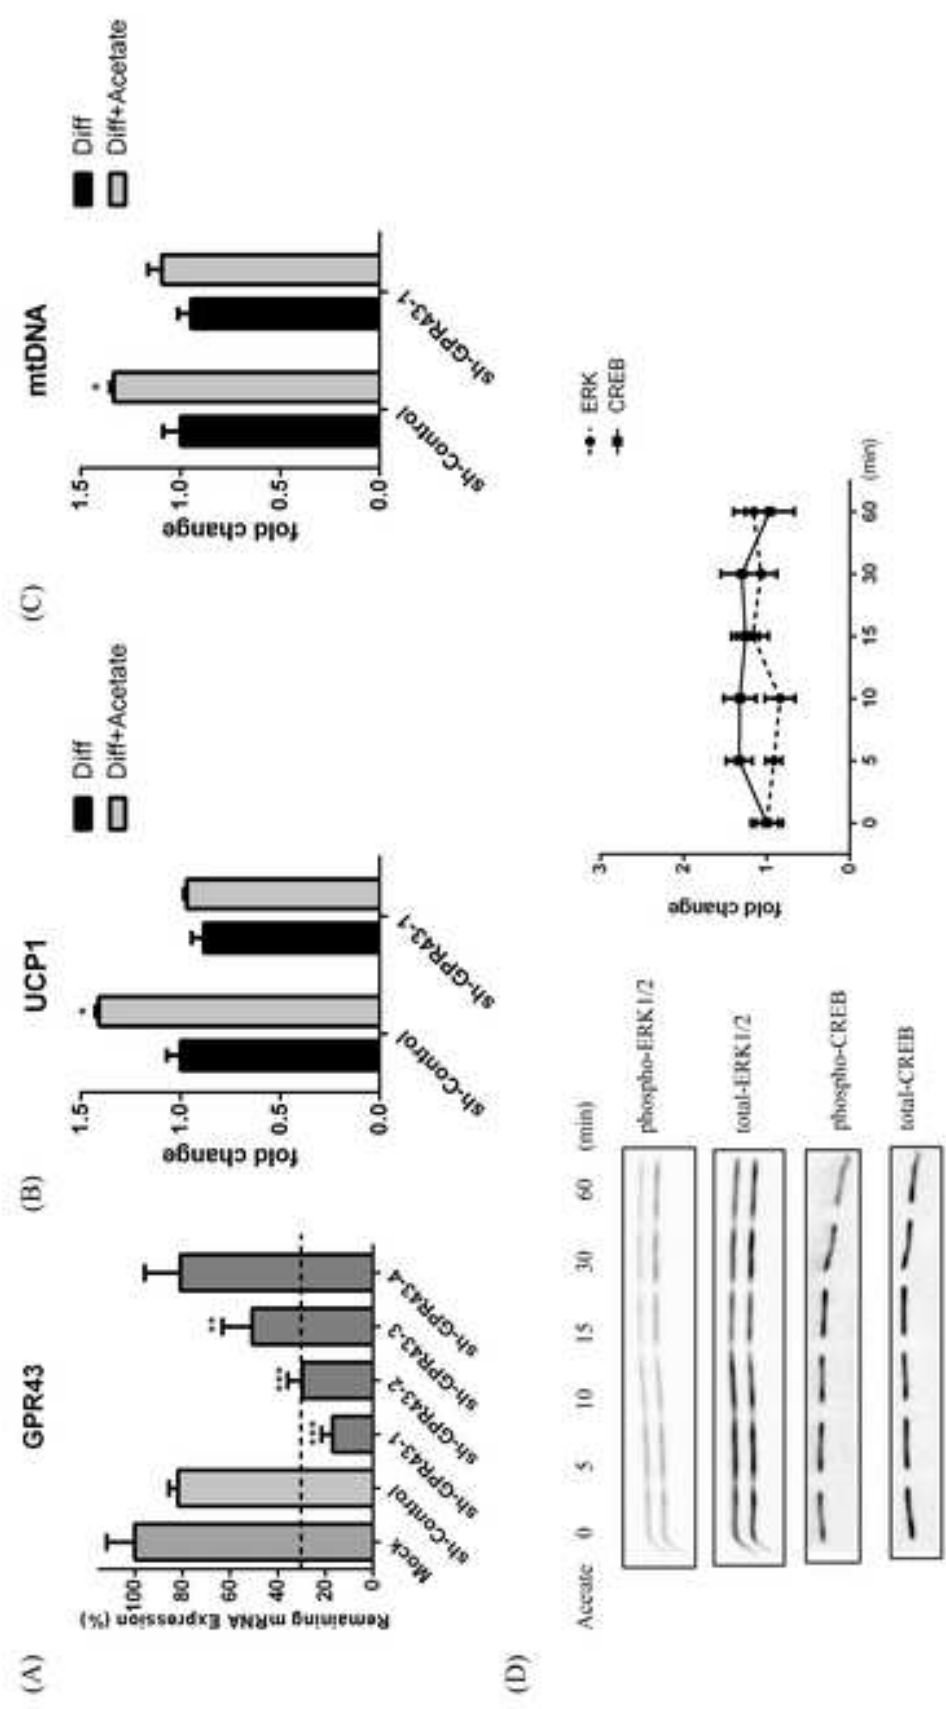 (A)
GPR43
Remaining mRNA Expression (%)
100
80
60
40
20
0
***
***
**
Mock
sh-Control
sh-GPR43-1
sh-GPR43-2
sh-GPR43-3
sh-GPR43-4
(B)
UCP1
Diff
Diff+Acetate
fold change
1.5
1.0
0.5
0.0
*
sh-Control
sh-GPR43-1
(C)
mtDNA
Diff
Diff+Acetate
fold change
1.5
1.0
0.5
0.0
*
sh-Control
sh-GPR43-1
(D)
Acetate 0 5 10 15 30 60 (min)
phospho-ERK1/2
total-ERK1/2
phospho-CREB
total-CREB
fold change
3
2
1
0
0 5 10 15 30 60 (min)
ERK
CREB